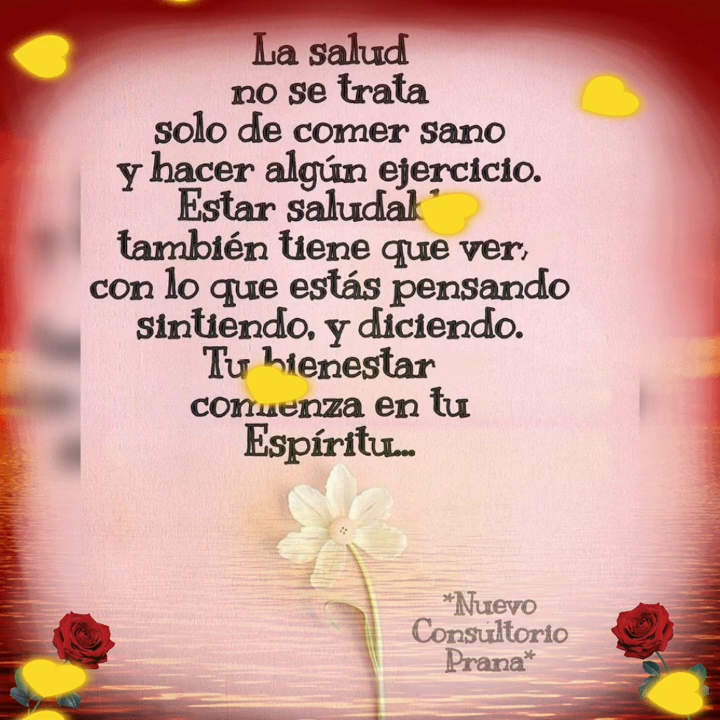 La salud
no se trata
solo de comer sano
y hacer algún ejercicio.
Estar saludable
también tiene que ver,
con lo que estás pensando
sintiendo, y diciendo.
Tu bienestar
comienza en tu
Espíritu...
*Nuevo
Consultorio
Prana*